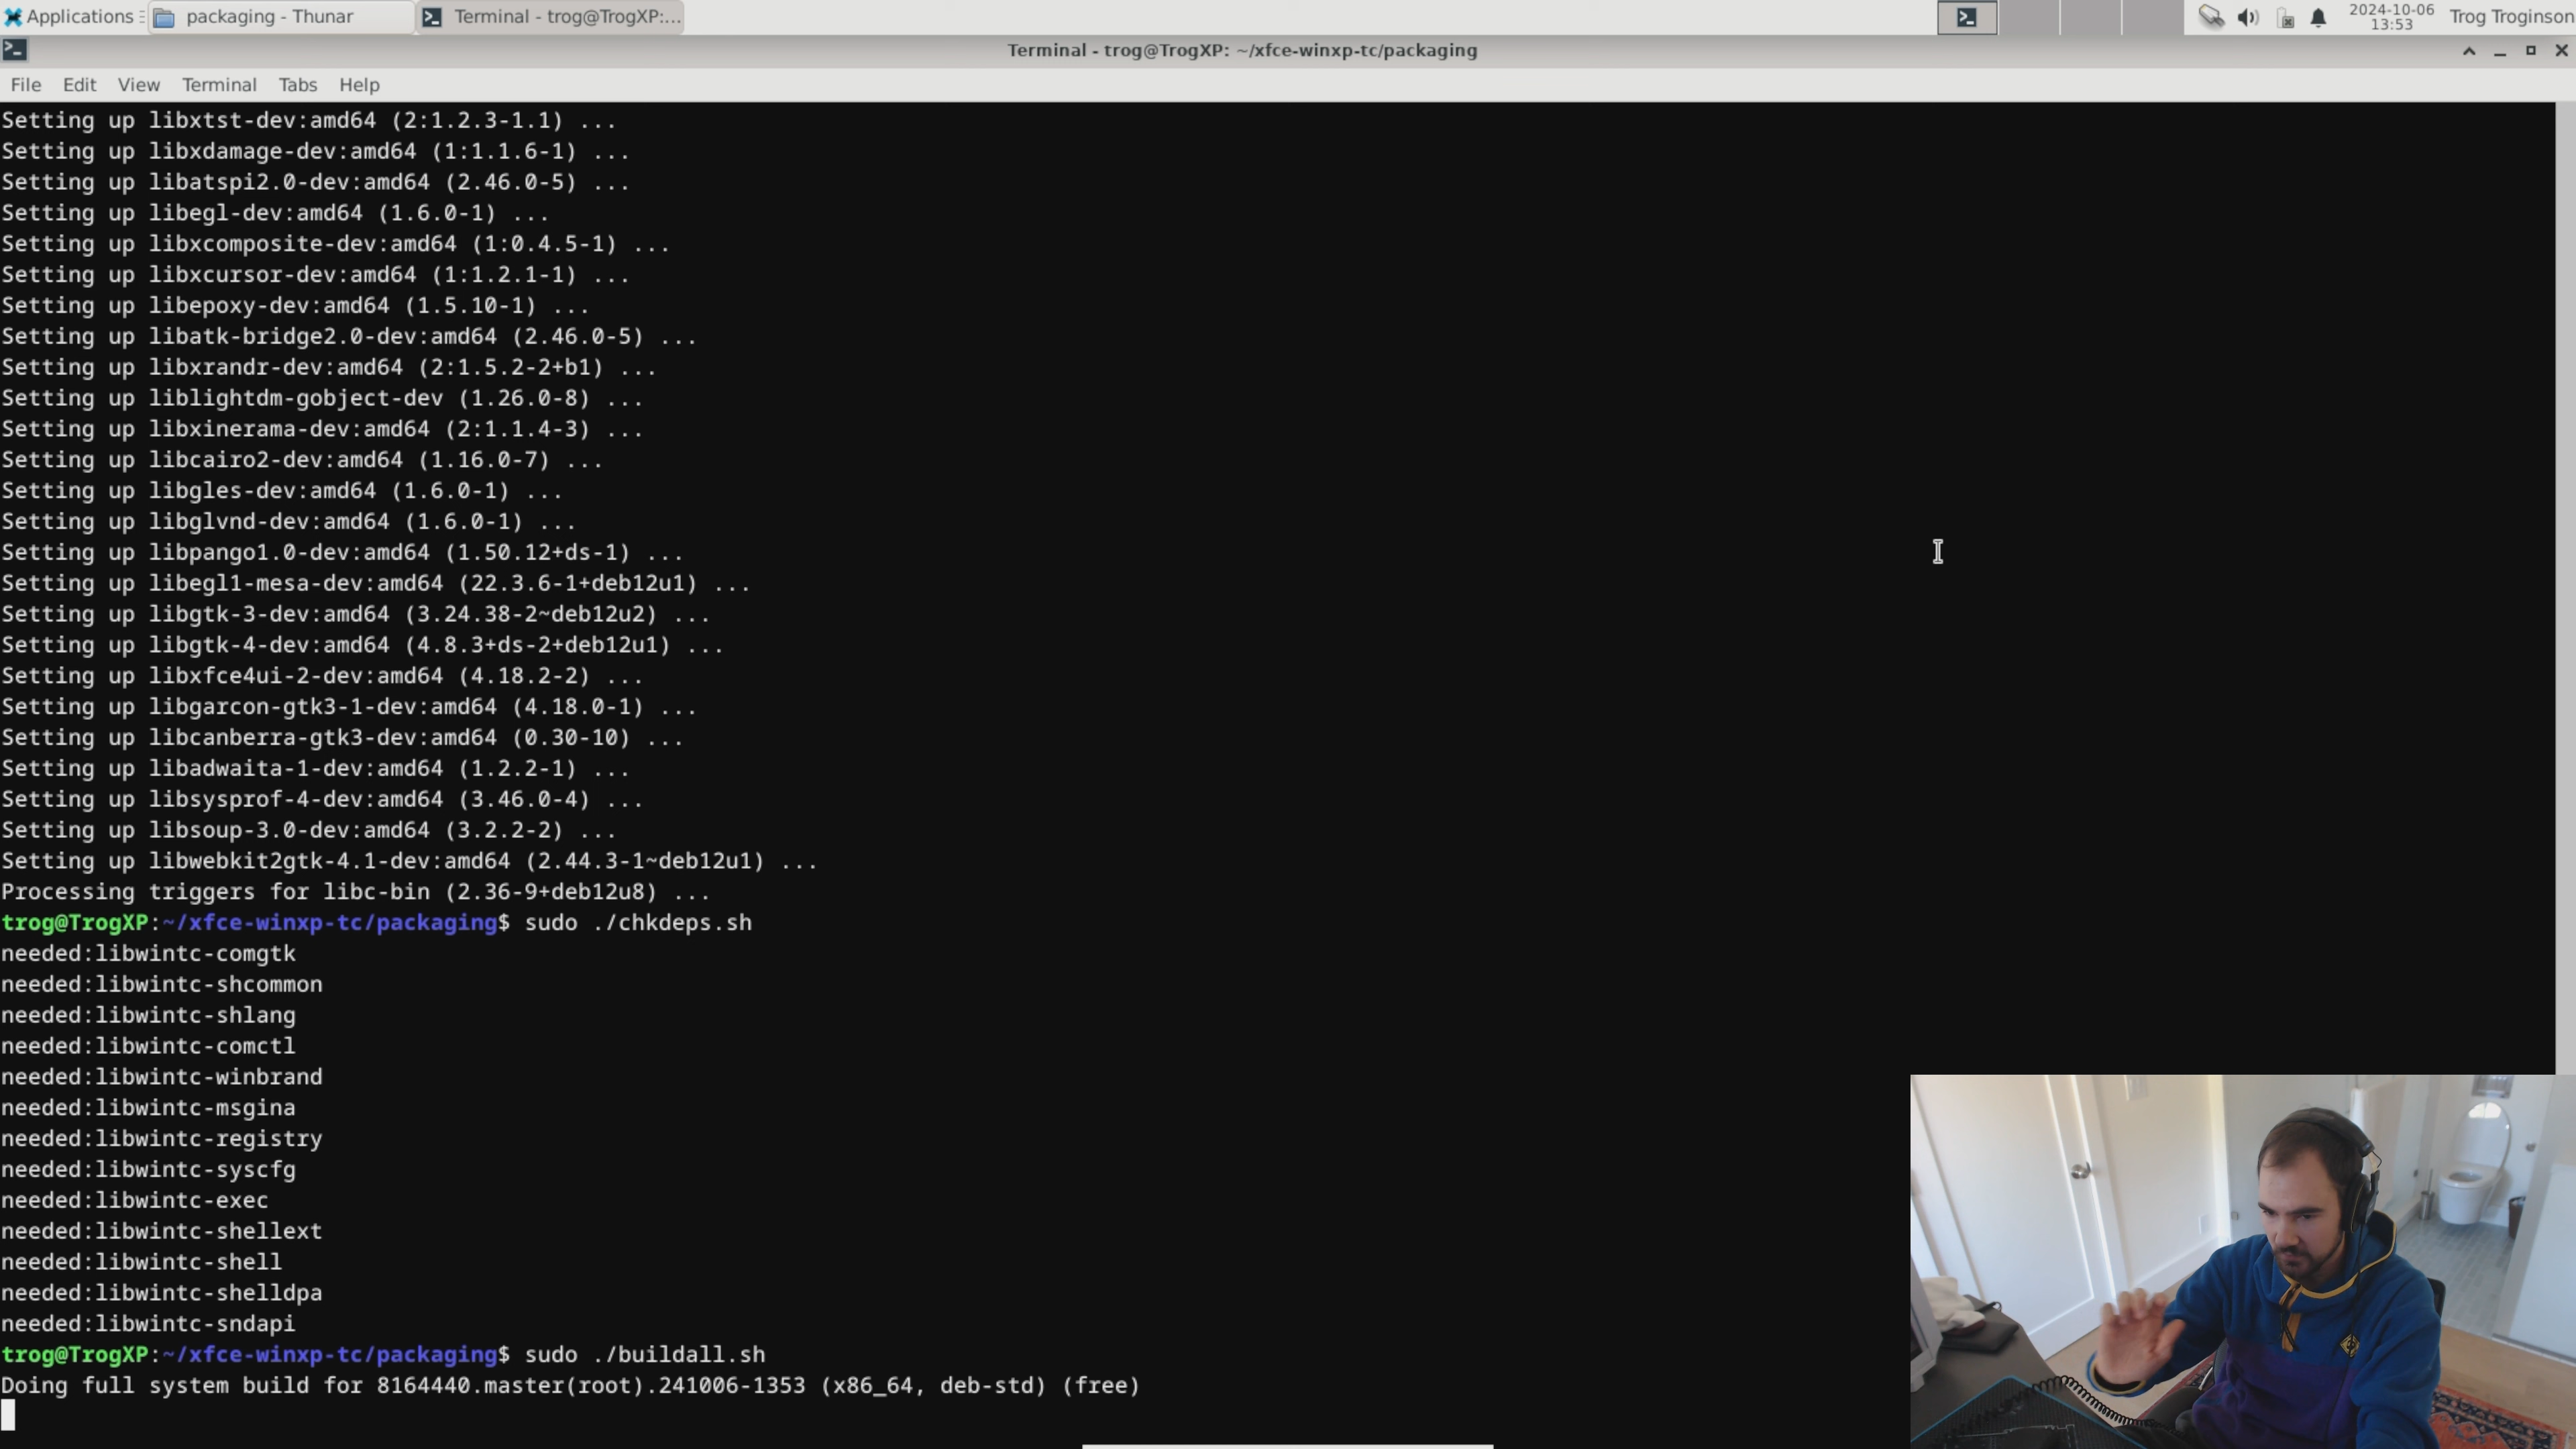 Applications
packaging - Thunar
Terminal - trog@TrogXP:...
2024-10-06
13:53
Trog Troginson
Terminal - trog@TrogXP: ~/xfce-winxp-tc/packaging
File Edit View Terminal Tabs Help
Setting up libxtst-dev:amd64 (2:1.2.3-1.1) ...
Setting up libxdamage-dev:amd64 (1:1.1.6-1) ...
Setting up libatspi2.0-dev:amd64 (2.46.0-5) ...
Setting up libegl-dev:amd64 (1.6.0-1) ...
Setting up libxcomposite-dev:amd64 (1:0.4.5-1) ...
Setting up libxcursor-dev:amd64 (1:1.2.1-1) ...
Setting up libepoxy-dev:amd64 (1.5.10-1) ...
Setting up libatk-bridge2.0-dev:amd64 (2.46.0-5) ...
Setting up libxrandr-dev:amd64 (2:1.5.2-2+b1) ...
Setting up liblightdm-gobject-dev (1.26.0-8) ...
Setting up libxinerama-dev:amd64 (2:1.1.4-3) ...
Setting up libcairo2-dev:amd64 (1.16.0-7) ...
Setting up libgles-dev:amd64 (1.6.0-1) ...
Setting up libglvnd-dev:amd64 (1.6.0-1) ...
Setting up libpango1.0-dev:amd64 (1.50.12+ds-1) ...
Setting up libegl1-mesa-dev:amd64 (22.3.6-1+deb12u1) ...
Setting up libgtk-3-dev:amd64 (3.24.38-2~deb12u2) ...
Setting up libgtk-4-dev:amd64 (4.8.3+ds-2+deb12u1) ...
Setting up libxfce4ui-2-dev:amd64 (4.18.2-2) ...
Setting up libgarcon-gtk3-1-dev:amd64 (4.18.0-1) ...
Setting up libcanberra-gtk3-dev:amd64 (0.30-10) ...
Setting up libadwaita-1-dev:amd64 (1.2.2-1) ...
Setting up libsysprof-4-dev:amd64 (3.46.0-4) ...
Setting up libsoup-3.0-dev:amd64 (3.2.2-2) ...
Setting up libwebkit2gtk-4.1-dev:amd64 (2.44.3-1~deb12u1) ...
Processing triggers for libc-bin (2.36-9+deb12u8) ...
trog@TrogXP:~/xfce-winxp-tc/packaging$ sudo ./chkdeps.sh
needed:libwintc-comgtk
needed:libwintc-shcommon
needed:libwintc-shlang
needed:libwintc-comctl
needed:libwintc-winbrand
needed:libwintc-msgina
needed:libwintc-registry
needed:libwintc-syscfg
needed:libwintc-exec
needed:libwintc-shellext
needed:libwintc-shell
needed:libwintc-shelldpa
needed:libwintc-sndapi
trog@TrogXP:~/xfce-winxp-tc/packaging$ sudo ./buildall.sh
Doing full system build for 8164440.master(root).241006-1353 (x86_64, deb-std) (free)